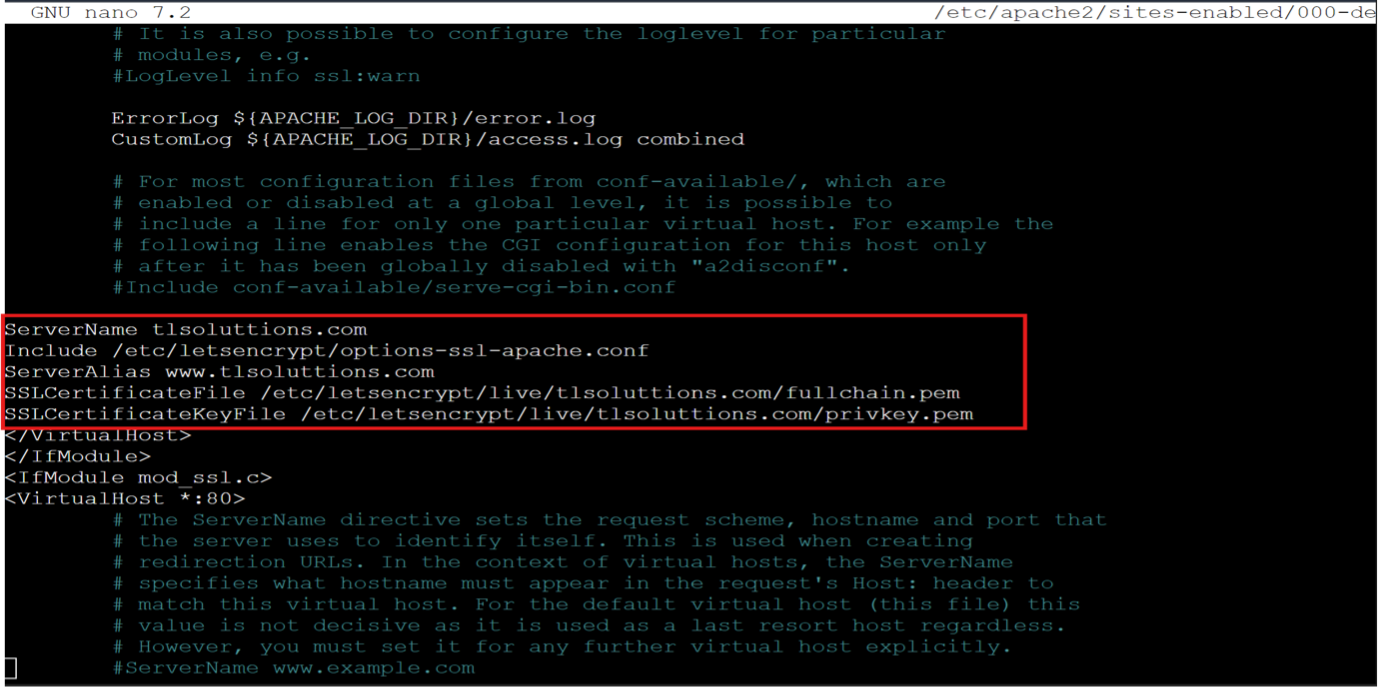 GNU nano 7.2 /etc/apache2/sites-enabled/000-de
# It is also possible to configure the loglevel for particular
# modules, e.g.
#LogLevel info ssl:warn
ErrorLog ${APACHE_LOG_DIR}/error.log
CustomLog ${APACHE_LOG_DIR}/access.log combined
# For most configuration files from conf-available/, which are
# enabled or disabled at a global level, it is possible to
# include a line for only one particular virtual host. For example the
# following line enables the CGI configuration for this host only
# after it has been globally disabled with "a2disconf".
#Include conf-available/serve-cgi-bin.conf
ServerName tlsoluttions.com
Include /etc/letsencrypt/options-ssl-apache.conf
ServerAlias www.tlsoluttions.com
SSLCertificateFile /etc/letsencrypt/live/tlsoluttions.com/fullchain.pem
SSLCertificateKeyFile /etc/letsencrypt/live/tlsoluttions.com/privkey.pem
</VirtualHost>
</IfModule>
<IfModule mod_ssl.c>
<VirtualHost *:80>
# The ServerName directive sets the request scheme, hostname and port that
# the server uses to identify itself. This is used when creating
# redirection URLs. In the context of virtual hosts, the ServerName
# specifies what hostname must appear in the request's Host: header to
# match this virtual host. For the default virtual host (this file) this
# value is not decisive as it is used as a last resort host regardless.
# However, you must set it for any further virtual host explicitly.
#ServerName www.example.com